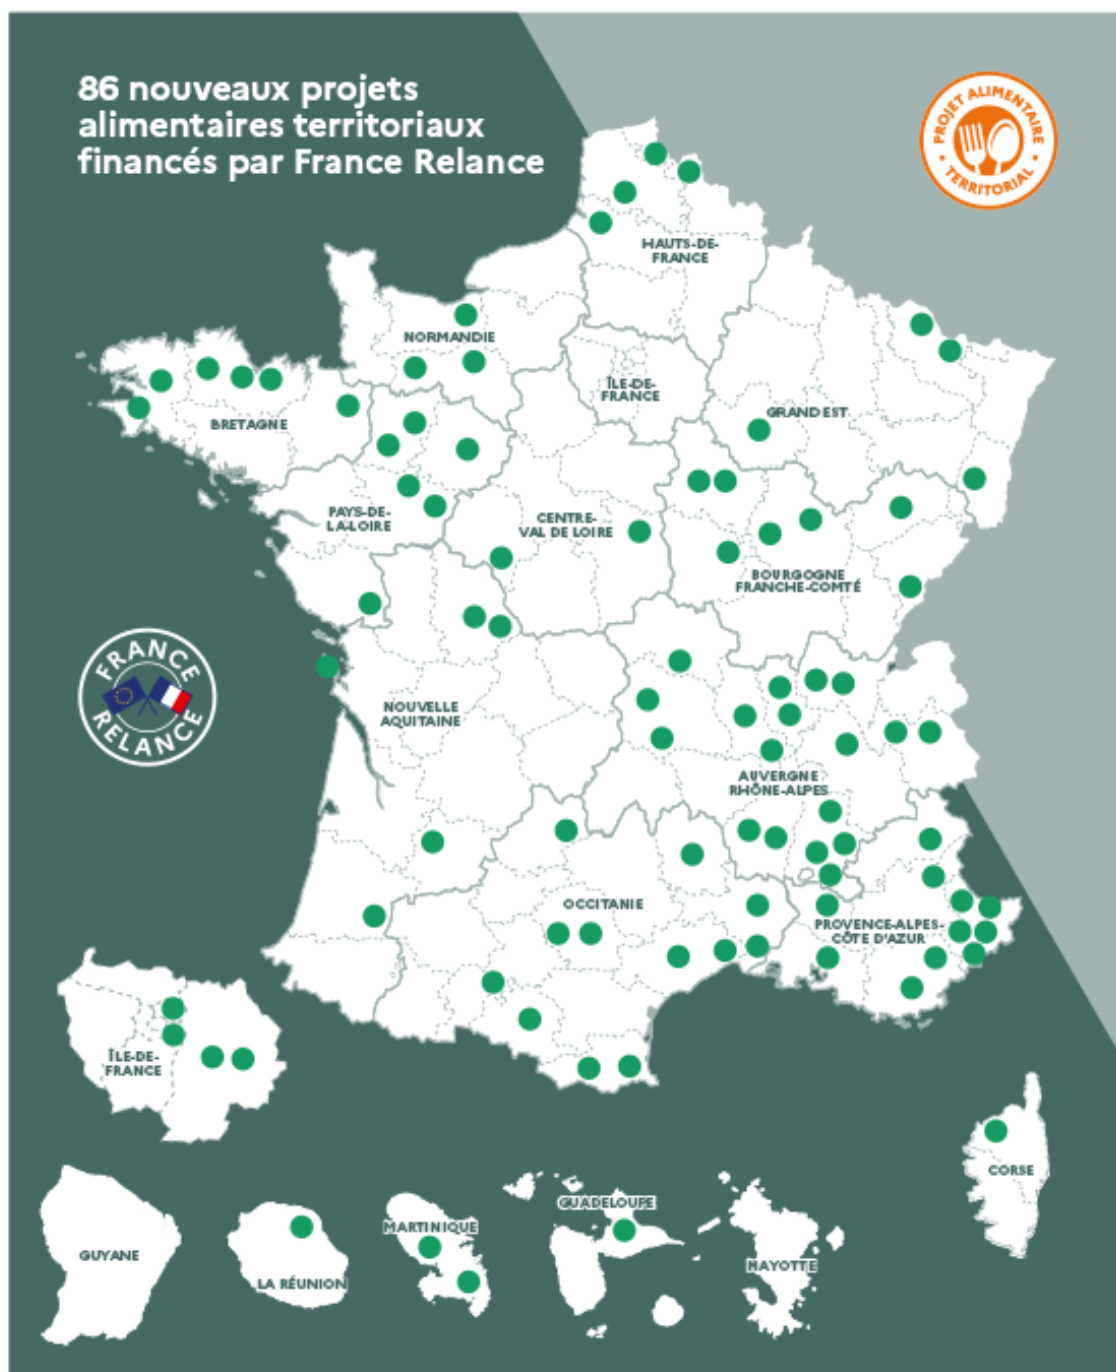 86 nouveaux projets
alimentaires territoriaux
financés par France Relance
PROJET ALIMENTAIRE
TERRITORIAL
HAUTS-DE-
FRANCE
NORMANDIE
ÎLE-DE-
FRANCE
GRAND EST
BRETAGNE
PAYS-DE-
LA-LOIRE
CENTRE-
VAL DE LOIRE
BOURGOGNE
FRANCHE-COMTÉ
FRANCE
RELANCE
NOUVELLE
AQUITAINE
AUVERGNE
RHÔNE-ALPES
OCCITANIE
PROVENCE-ALPES-
CÔTE D'AZUR
ÎLE-DE-
FRANCE
CORSE
GUYANE
LA RÉUNION
MARTINIQUE
GUADELOUPE
MAYOTTE